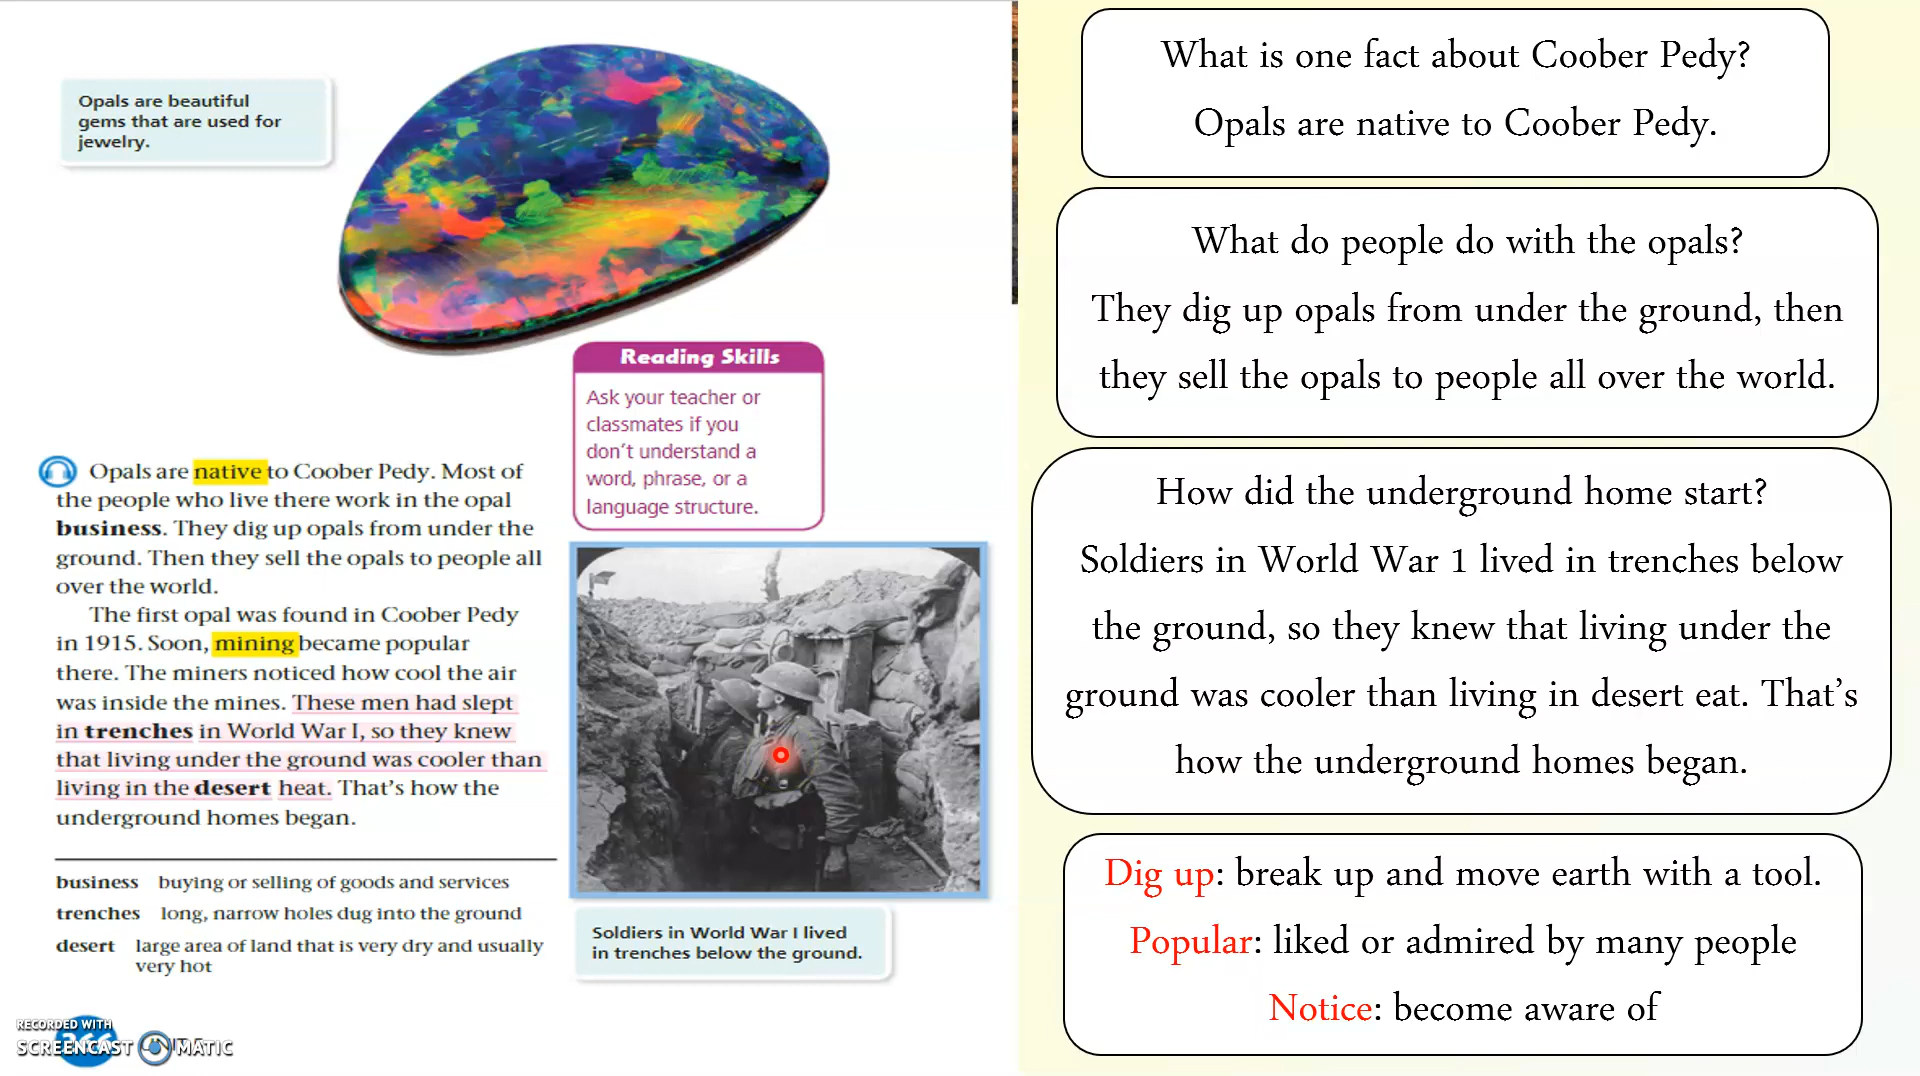 Opals are beautiful
gems that are used for
jewelry.
Reading Skills
Ask your teacher or
classmates if you
don't understand a
word, phrase, or a
language structure.
Opals are native to Coober Pedy. Most of
the people who live there work in the opal
business. They dig up opals from under the
ground. Then they sell the opals to people all
over the world.
The first opal was found in Coober Pedy
in 1915. Soon, mining became popular
there. The miners noticed how cool the air
was inside the mines. These men had slept
in trenches in World War I, so they knew
that living under the ground was cooler than
living in the desert heat. That's how the
underground homes began.
business buying or selling of goods and services
trenches long, narrow holes dug into the ground
desert large area of land that is very dry and usually
very hot
Soldiers in World War I lived
in trenches below the ground.
RECORDED WITH
SCREENCAST MATIC
What is one fact about Coober Pedy?
Opals are native to Coober Pedy.
What do people do with the opals?
They dig up opals from under the ground, then
they sell the opals to people all over the world.
How did the underground home start?
Soldiers in World War 1 lived in trenches below
the ground, so they knew that living under the
ground was cooler than living in desert eat. That's
how the underground homes began.
Dig up: break up and move earth with a tool.
Popular: liked or admired by many people
Notice: become aware of